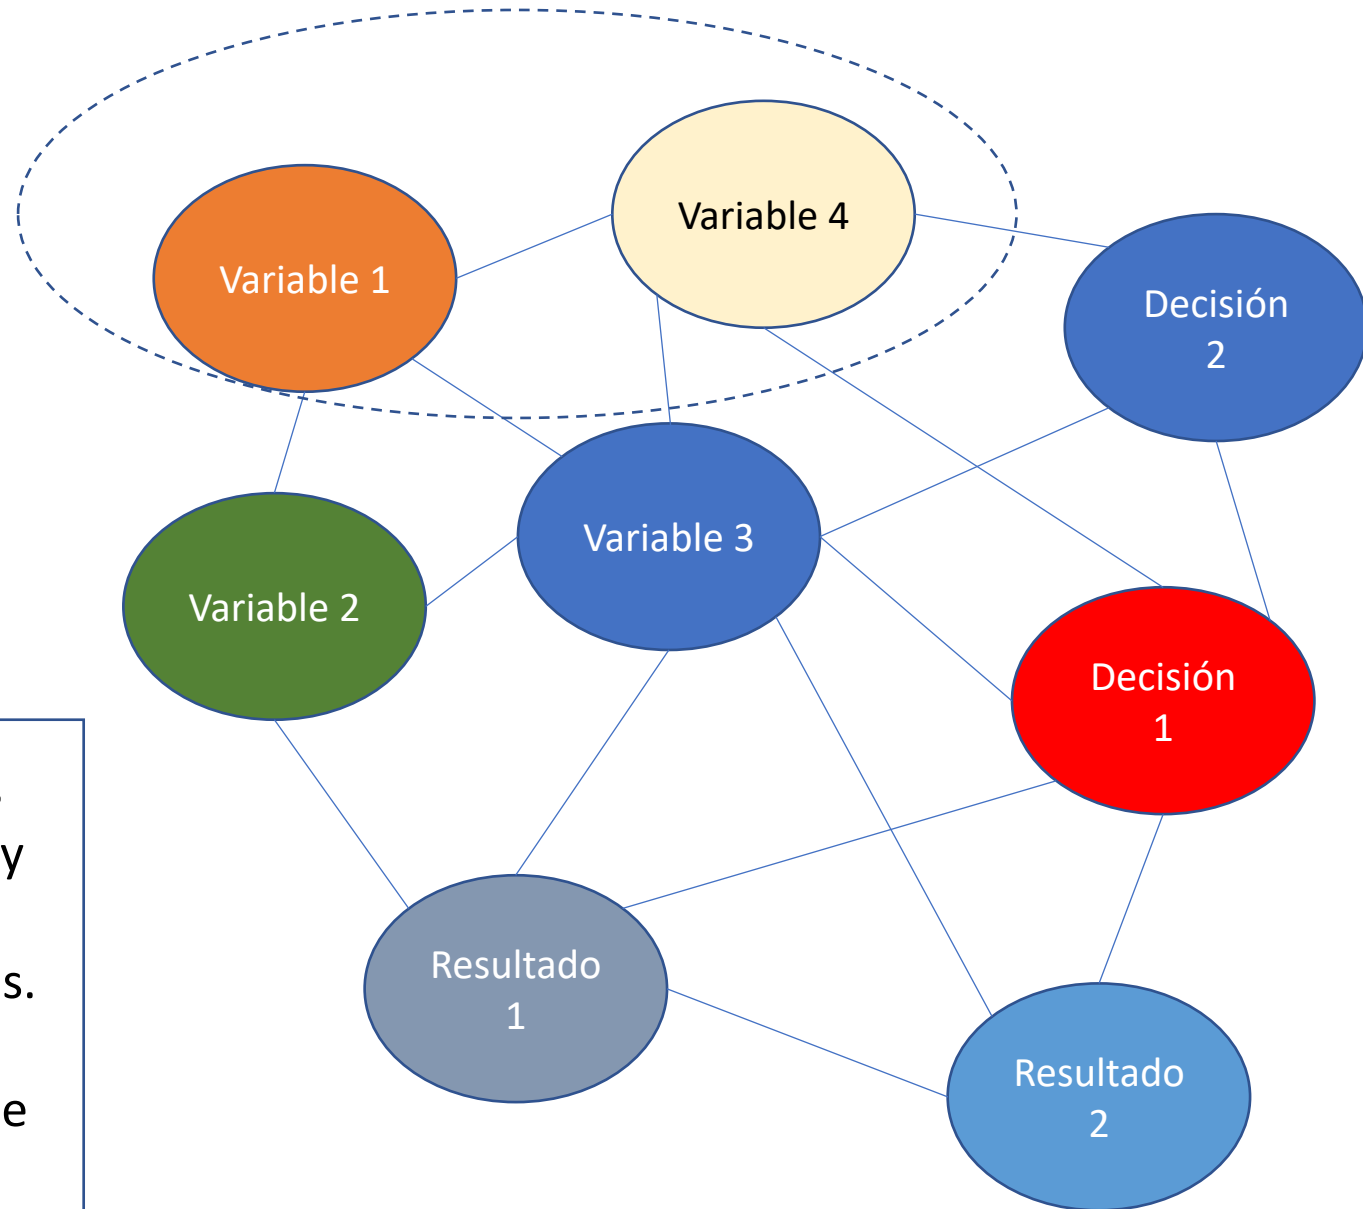 Variable 4
Variable 1
Decisión
2
Variable 3
Variable 2
Decisión
1
y
s.
e
Resultado
1
Resultado
2